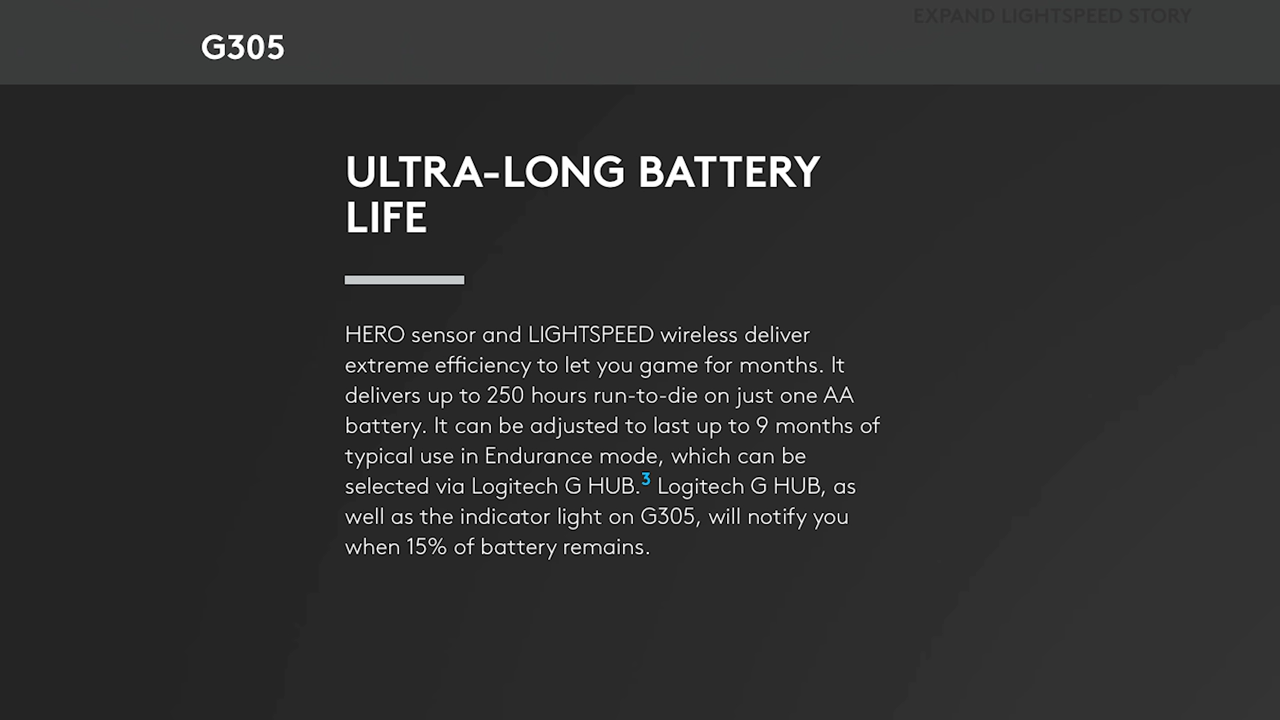 EXPAND LIGHTSPEED STORY
G305
ULTRA-LONG BATTERY
LIFE
HERO sensor and LIGHTSPEED wireless deliver
extreme efficiency to let you game for months. It
delivers up to 250 hours run-to-die on just one AA
battery. It can be adjusted to last up to 9 months of
typical use in Endurance mode, which can be
selected via Logitech G HUB.3 Logitech G HUB, as
well as the indicator light on G305, will notify you
when 15% of battery remains.